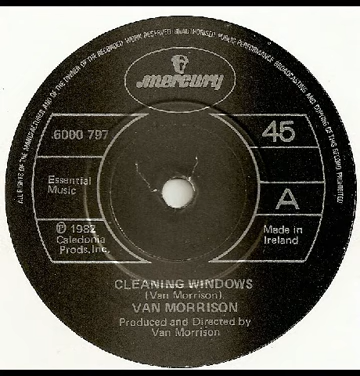 ALL RIGHTS OF THE MANUFACTURER AND OF THE OWNER OF THE RECORDED WORK RESERVED UNAUTHORISED PUBLIC PERFORMANCE BROADCASTING AND COPYING OF THIS RECORD PROHIBITED
mercury
6000 797
45
Essential
Music
A
℗ 1982
Caledonia
Prods, Inc.
Made in
Ireland
CLEANING WINDOWS
(Van Morrison)
VAN MORRISON
Produced and Directed by
Van Morrison